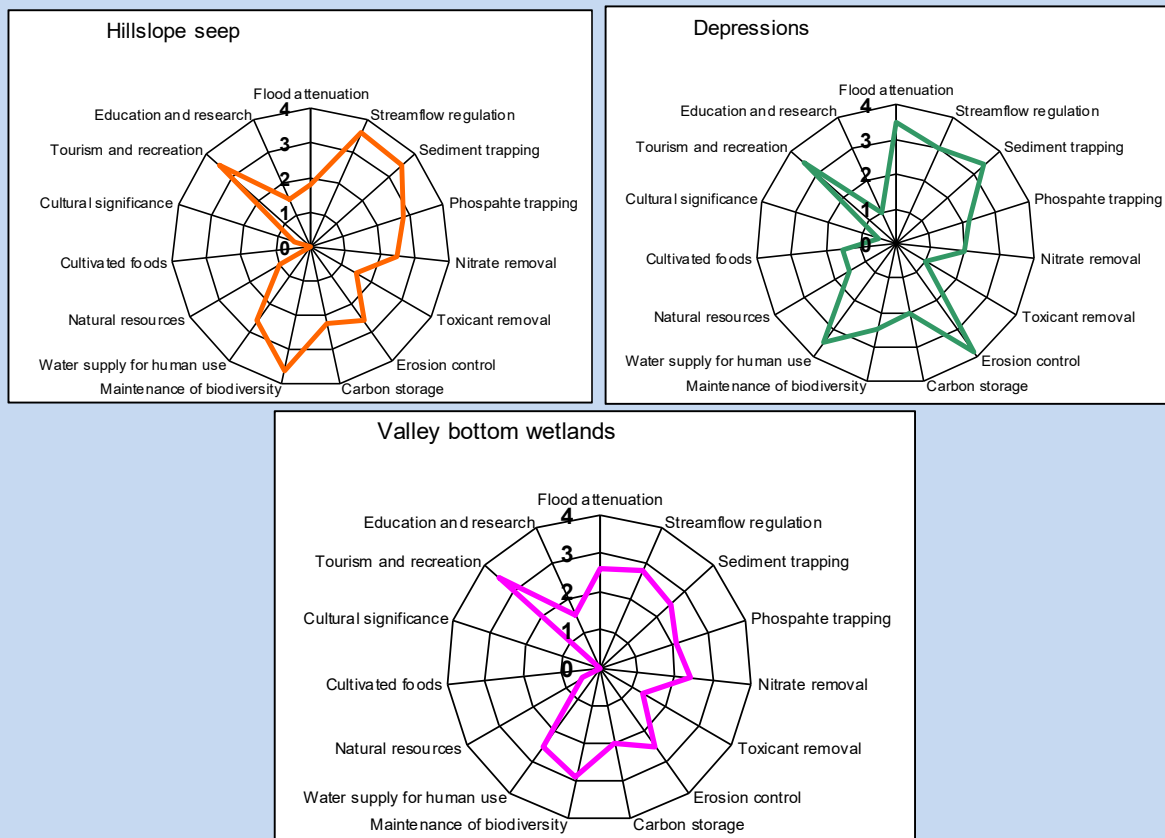 Hillslope seep
Flood attenuation
Streamflow regulation
Sediment trapping
Phospahte trapping
Nitrate removal
Toxicant removal
Erosion control
Carbon storage
Maintenance of biodiversity
Water supply for human use
Natural resources
Cultivated foods
Cultural significance
Tourism and recreation
Education and research
4
3
2
1
0
Depressions
Flood attenuation
Streamflow regulation
Sediment trapping
Phospahte trapping
Nitrate removal
Toxicant removal
Erosion control
Carbon storage
Maintenance of biodiversity
Water supply for human use
Natural resources
Cultivated foods
Cultural significance
Tourism and recreation
Education and research
4
3
2
1
0
Valley bottom wetlands
Flood attenuation
Streamflow regulation
Sediment trapping
Phospahte trapping
Nitrate removal
Toxicant removal
Erosion control
Carbon storage
Maintenance of biodiversity
Water supply for human use
Natural resources
Cultivated foods
Cultural significance
Tourism and recreation
Education and research
4
3
2
1
0